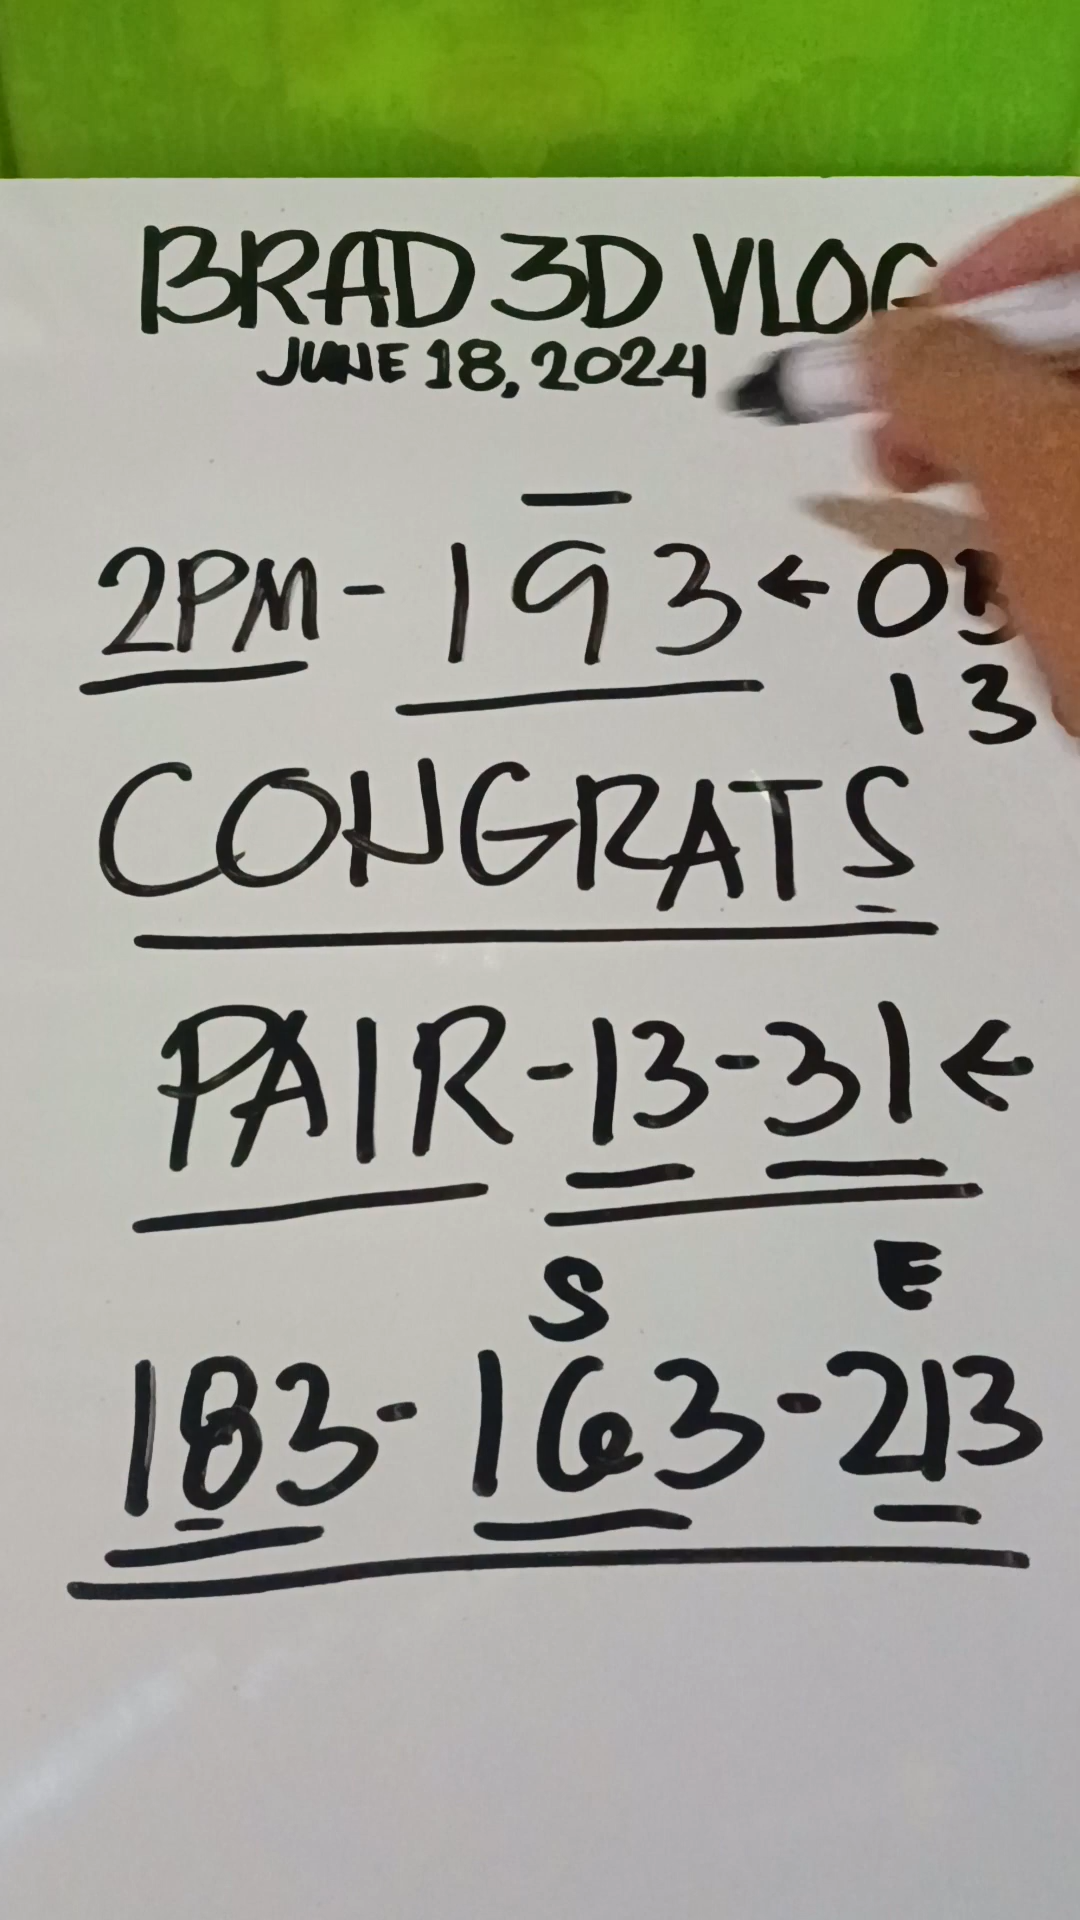 BRAD 3D VLOG
JUNE 18, 2024
2PM - 193 ← 03
13
CONGRATS
PAIR - 13 - 31 ←
S E
183 - 163 - 213